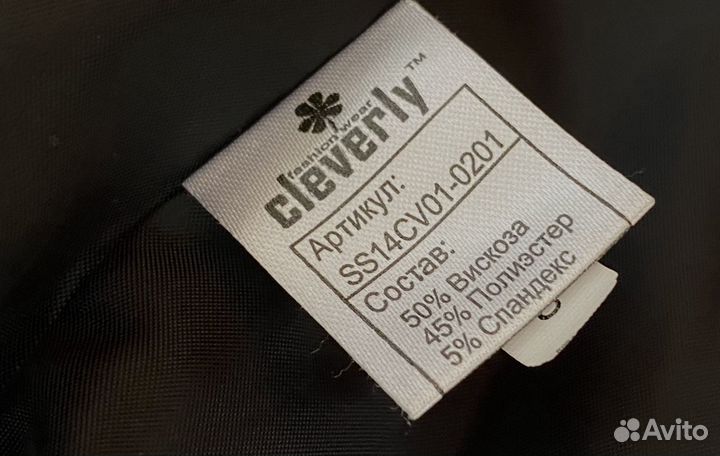 fashion wear
cleverly™
Артикул:
SS14CV01-0201
Состав:
50% Вискоза
45% Полиэстер
5% Спандекс
Avito